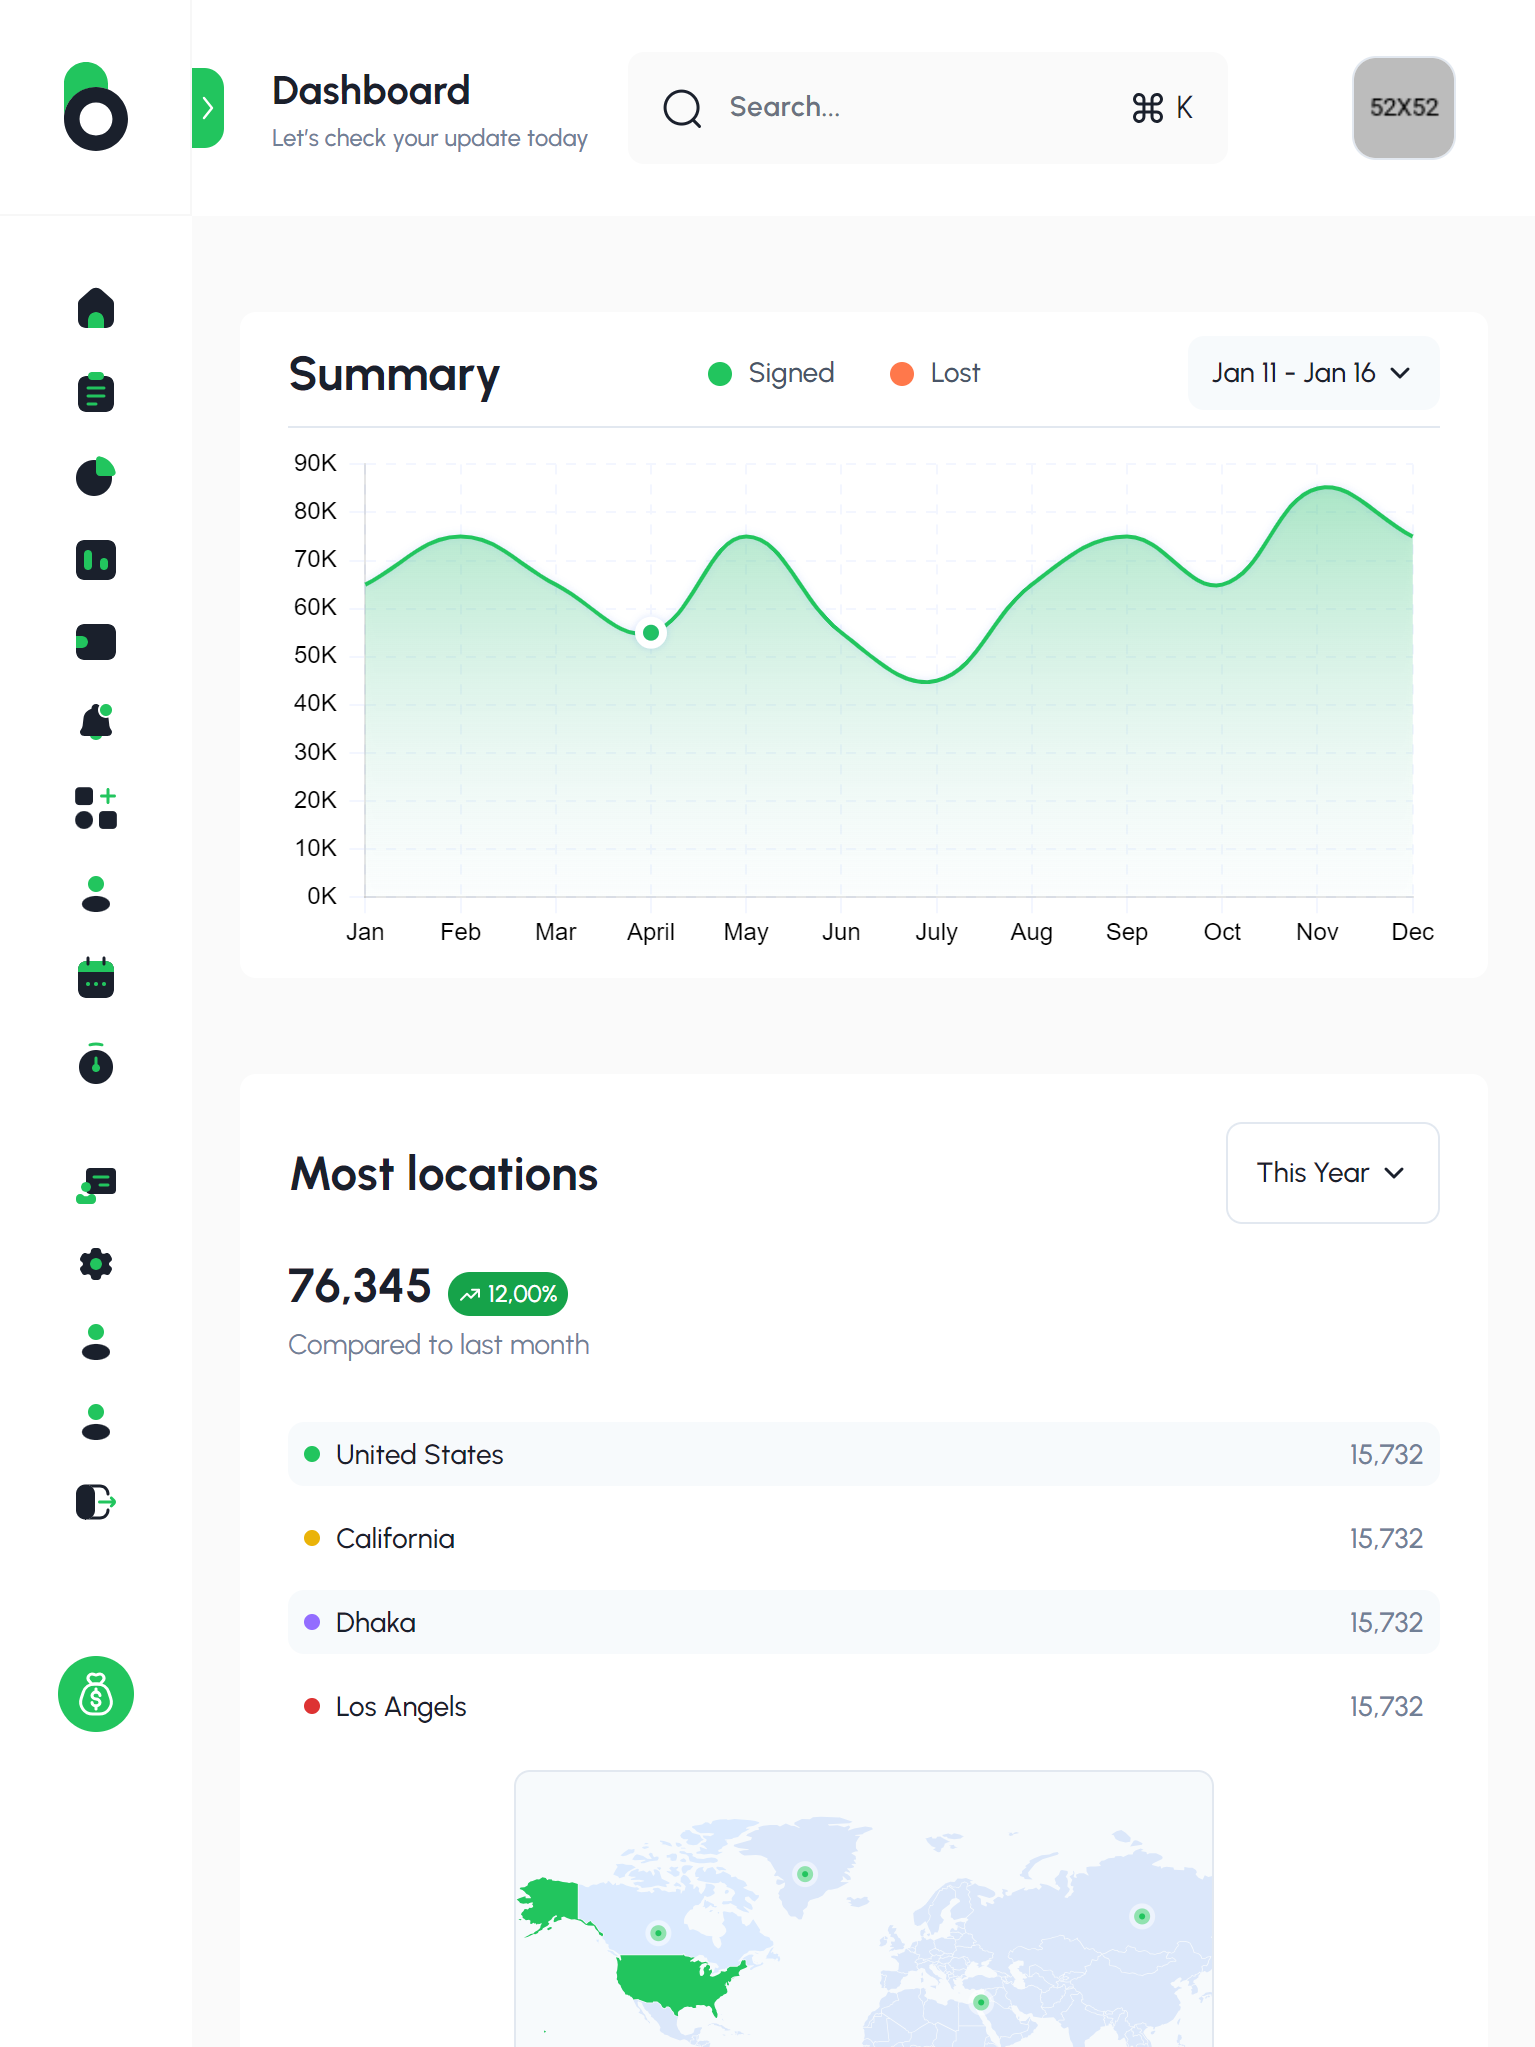 Dashboard
Let's check your update today
Search...
⌘ K
52X52
Summary
Signed
Lost
Jan 11 - Jan 16
90K
80K
70K
60K
50K
40K
30K
20K
10K
0K
Jan Feb Mar April May Jun July Aug Sep Oct Nov Dec
Most locations
This Year
76,345
12,00%
Compared to last month
United States 15,732
California 15,732
Dhaka 15,732
Los Angels 15,732